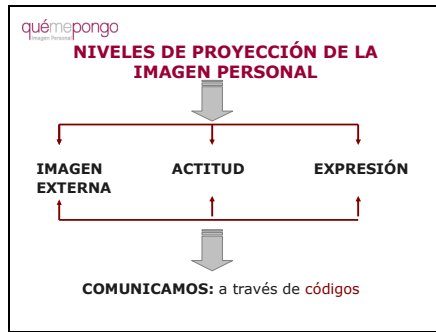 quémepongo
Imagen Personal
NIVELES DE PROYECCIÓN DE LA
IMAGEN PERSONAL
IMAGEN
EXTERNA
ACTITUD
EXPRESIÓN
COMUNICAMOS: a través de códigos